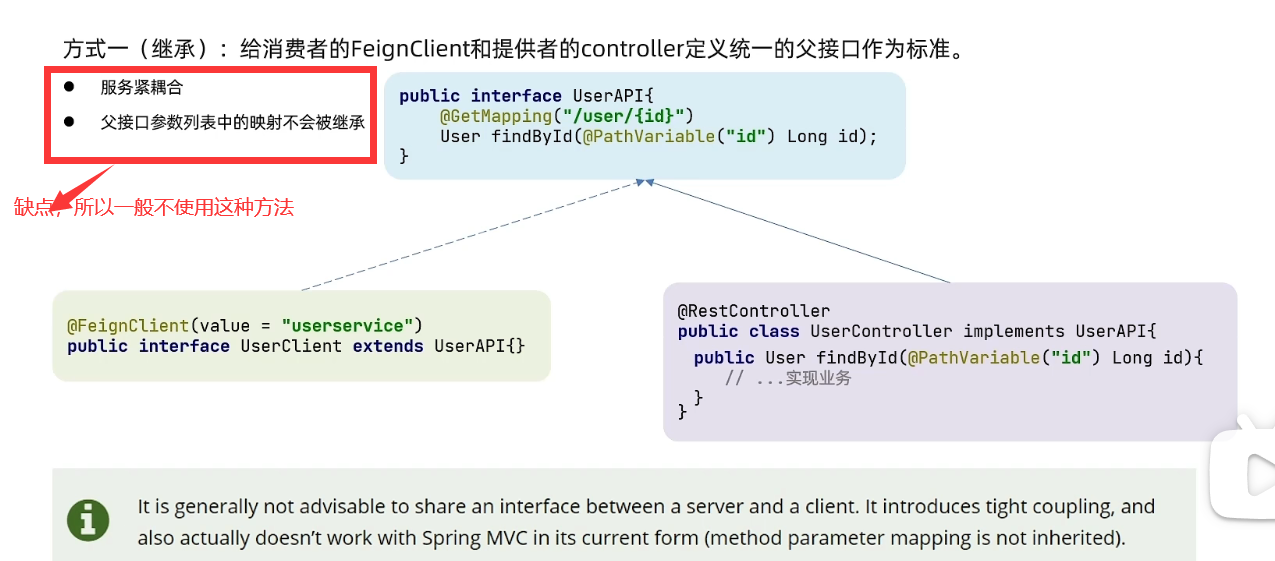 方式一（继承）：给消费者的FeignClient和提供者的controller定义统一的父接口作为标准。
● 服务紧耦合
● 父接口参数列表中的映射不会被继承
缺点，所以一般不使用这种方法
public interface UserAPI{
@GetMapping("/user/{id}")
User findById(@PathVariable("id") Long id);
}
@FeignClient(value = "userservice")
public interface UserClient extends UserAPI{}
@RestController
public class UserController implements UserAPI{
public User findById(@PathVariable("id") Long id){
// ...实现业务
}
}
It is generally not advisable to share an interface between a server and a client. It introduces tight coupling, and
also actually doesn’t work with Spring MVC in its current form (method parameter mapping is not inherited).